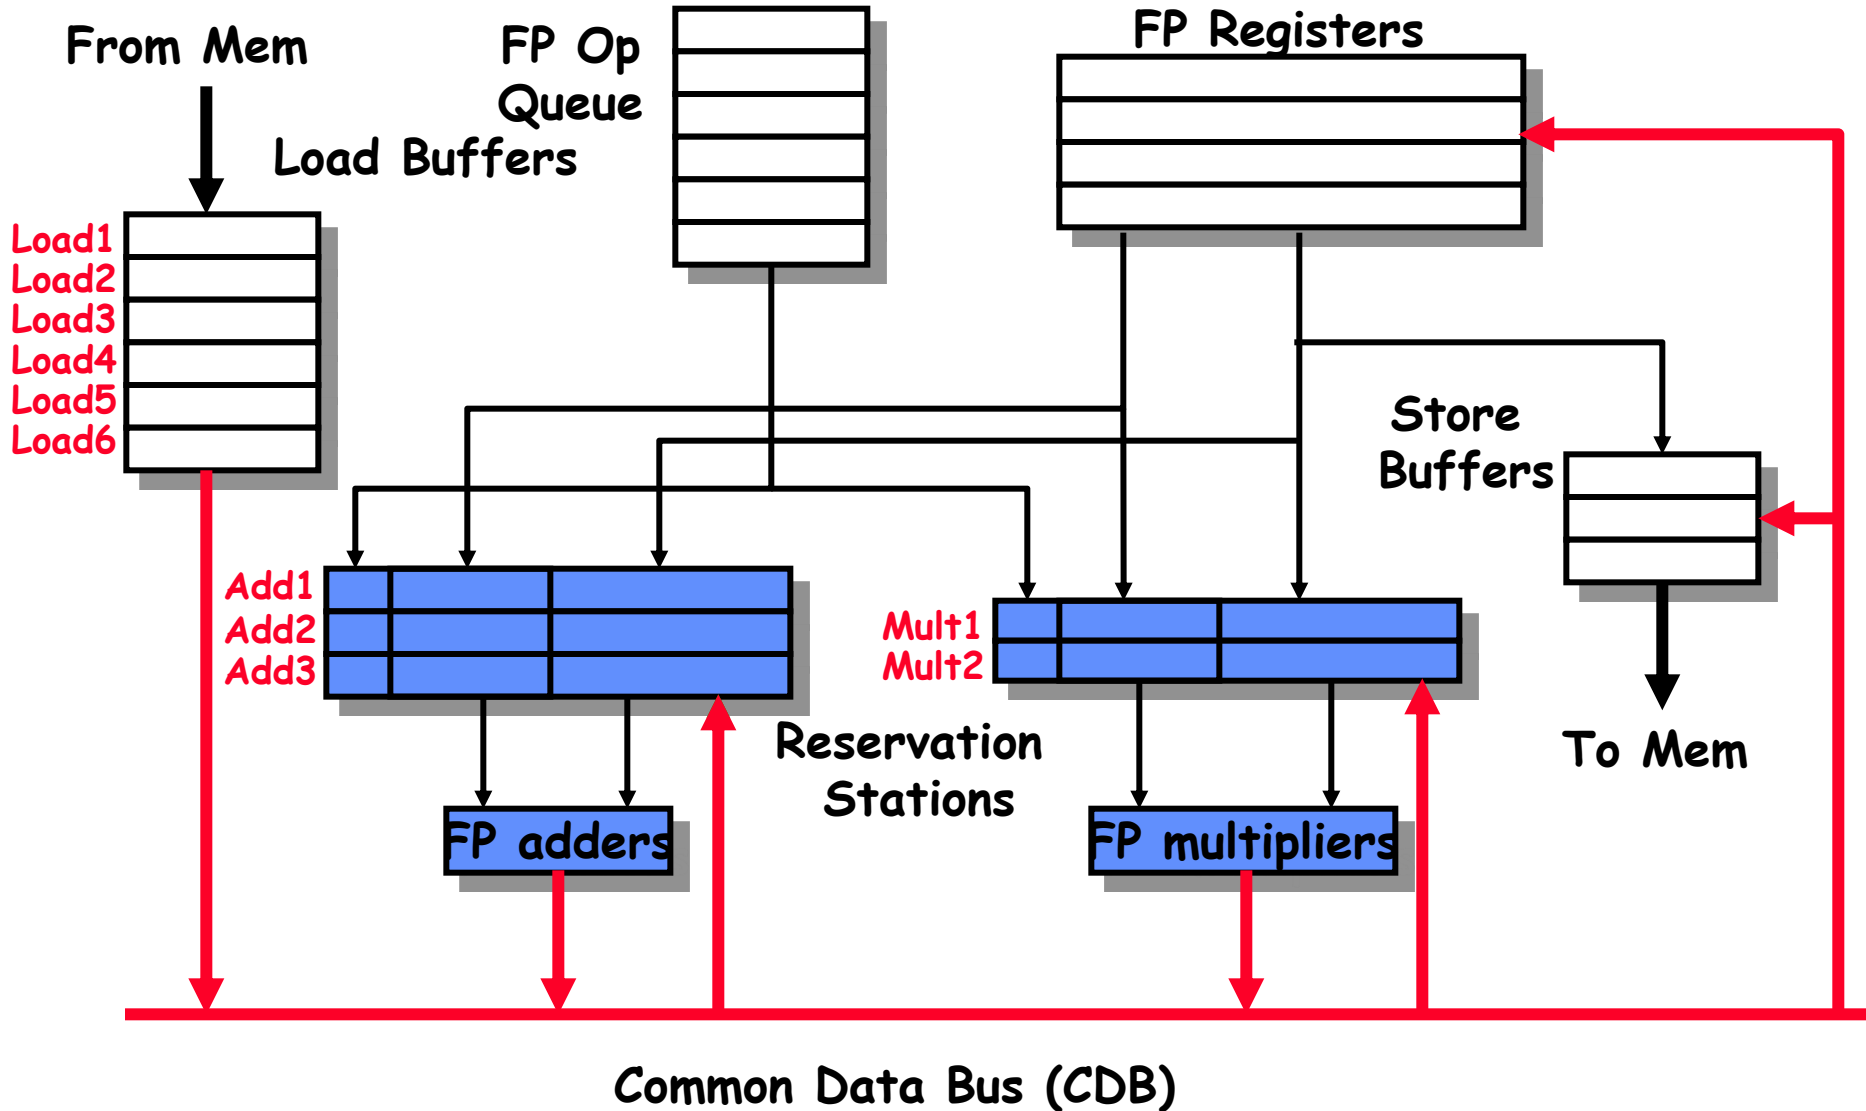 From Mem
FP Op
Queue
FP Registers
Load Buffers
Load1
Load2
Load3
Load4
Load5
Load6
Store
Buffers
Add1
Add2
Add3
Mult1
Mult2
Reservation
Stations
To Mem
FP adders
FP multipliers
Common Data Bus (CDB)